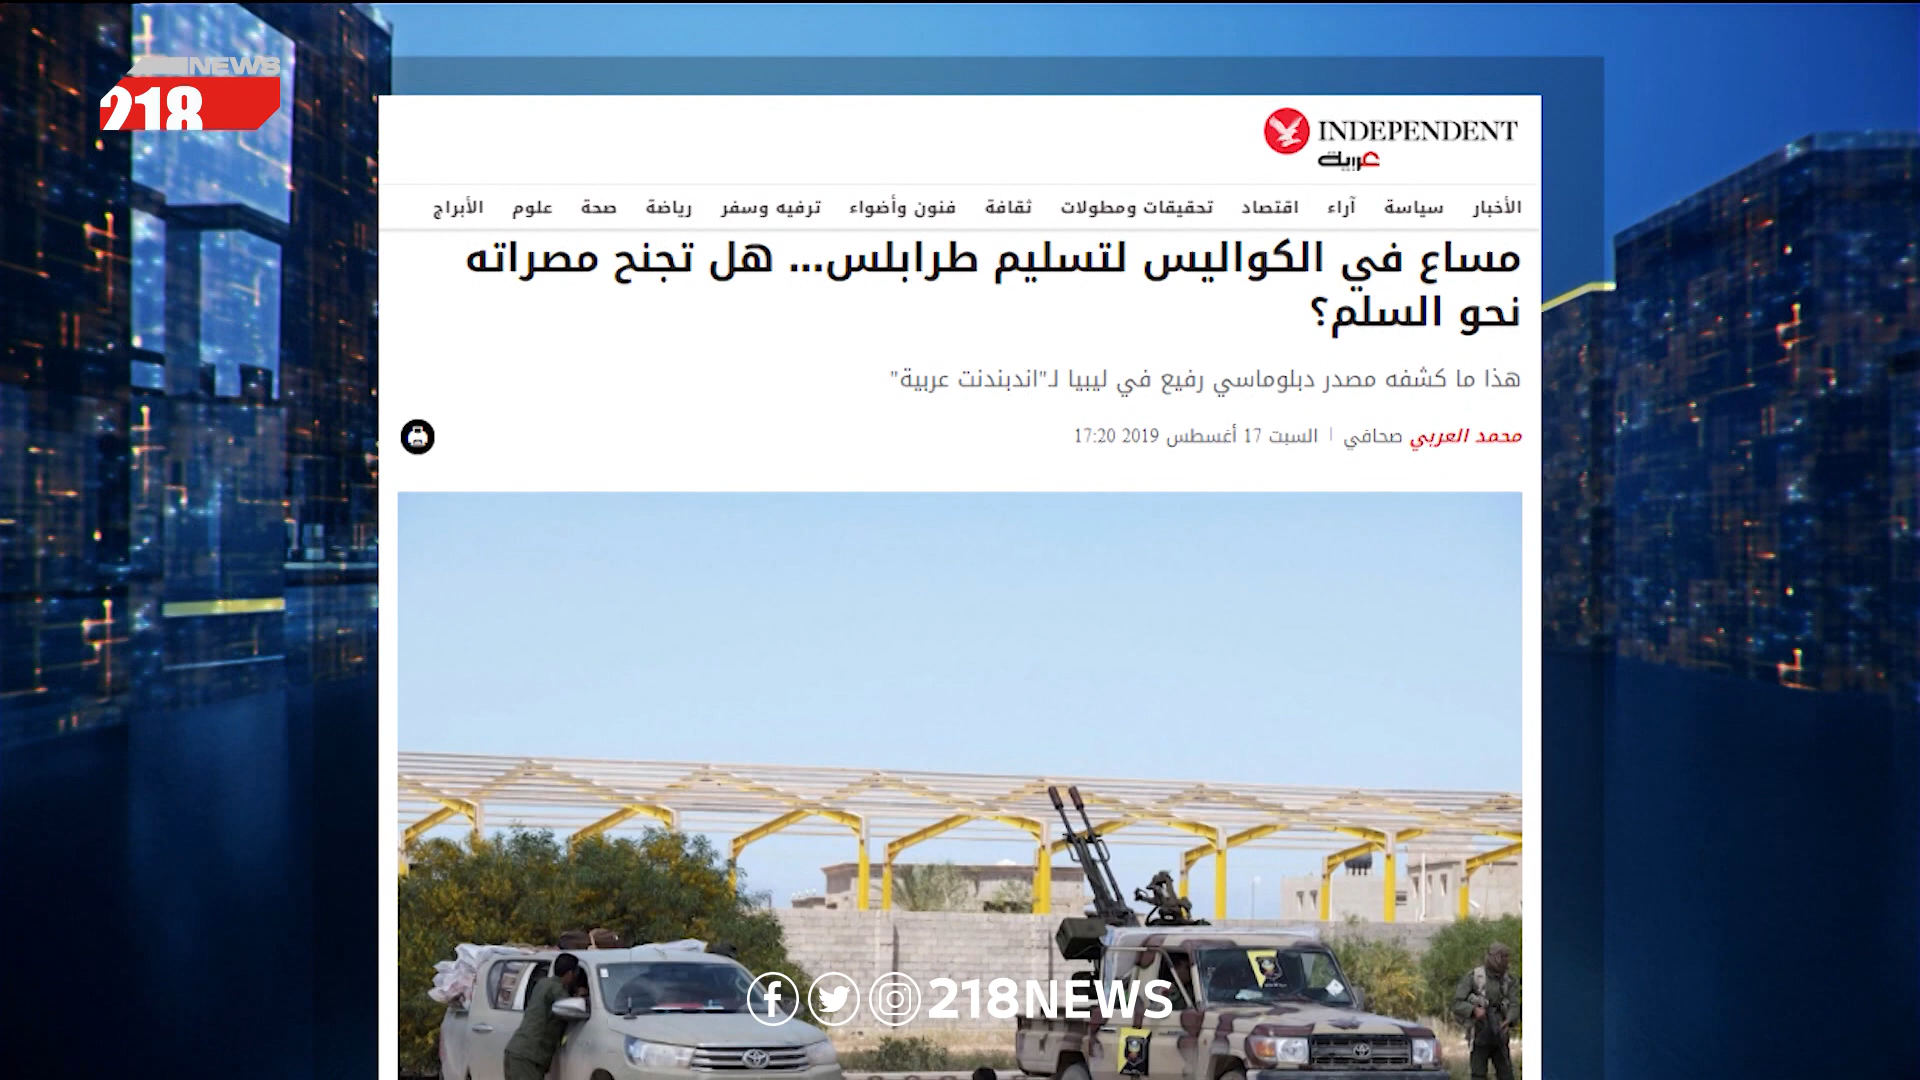 NEWS
218
INDEPENDENT
عربية
الأخبار سياسة آراء اقتصاد تحقيقات ومطولات ثقافة فنون وأضواء ترفيه وسفر رياضة صحة علوم الأبراج
مساع في الكواليس لتسليم طرابلس... هل تجنح مصراته
نحو السلم؟
هذا ما كشفه مصدر دبلوماسي رفيع في ليبيا لـ"اندبندنت عربية"
محمد العربي صحافي | السبت 17 أغسطس 2019 17:20
218NEWS